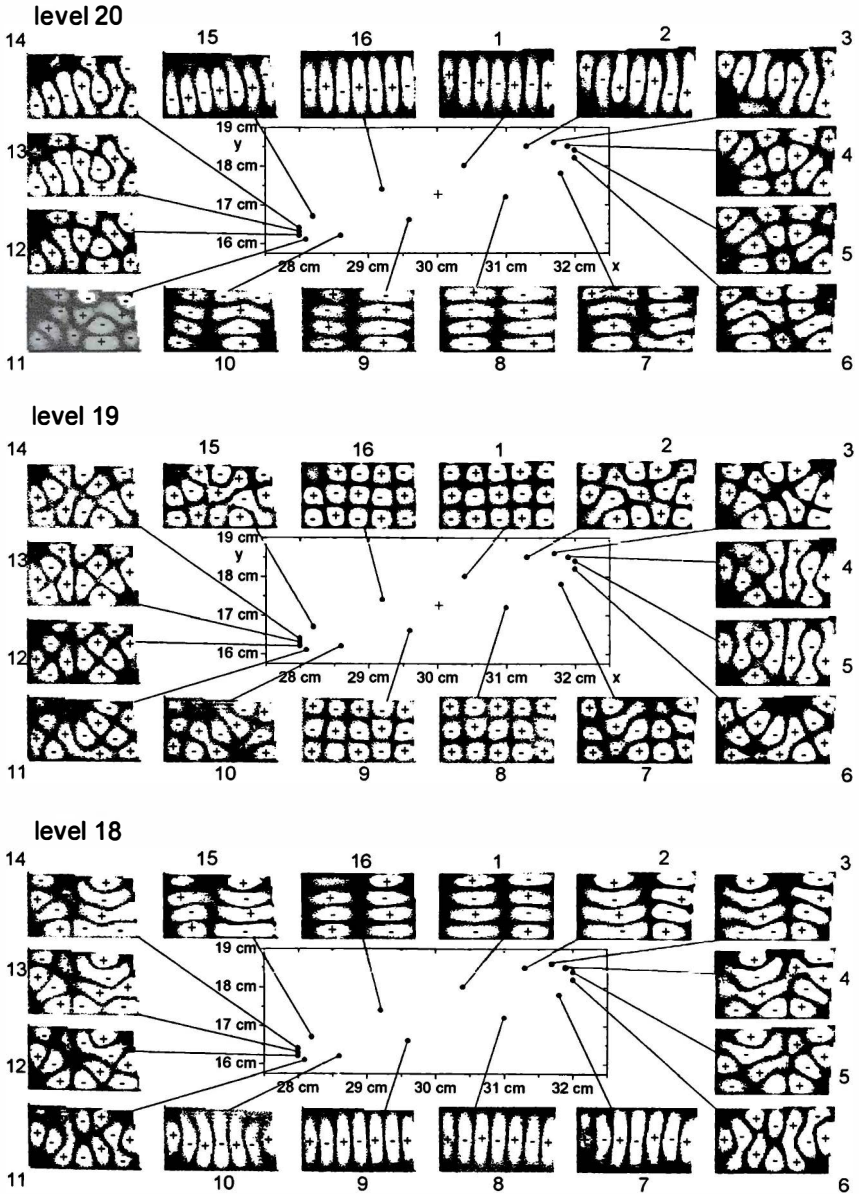 level 20
14 15 16 1 2 3
19 cm
y
18 cm
13 4
17 cm
12 5
16 cm
28 cm 29 cm 30 cm 31 cm 32 cm x
11 10 9 8 7 6
level 19
14 15 16 1 2 3
19 cm
y
18 cm
13 4
17 cm
12 5
16 cm
28 cm 29 cm 30 cm 31 cm 32 cm x
11 10 9 8 7 6
level 18
14 15 16 1 2 3
19 cm
18 cm
13 4
17 cm
12 5
16 cm
28 cm 29 cm 30 cm 31 cm 32 cm
11 10 9 8 7 6